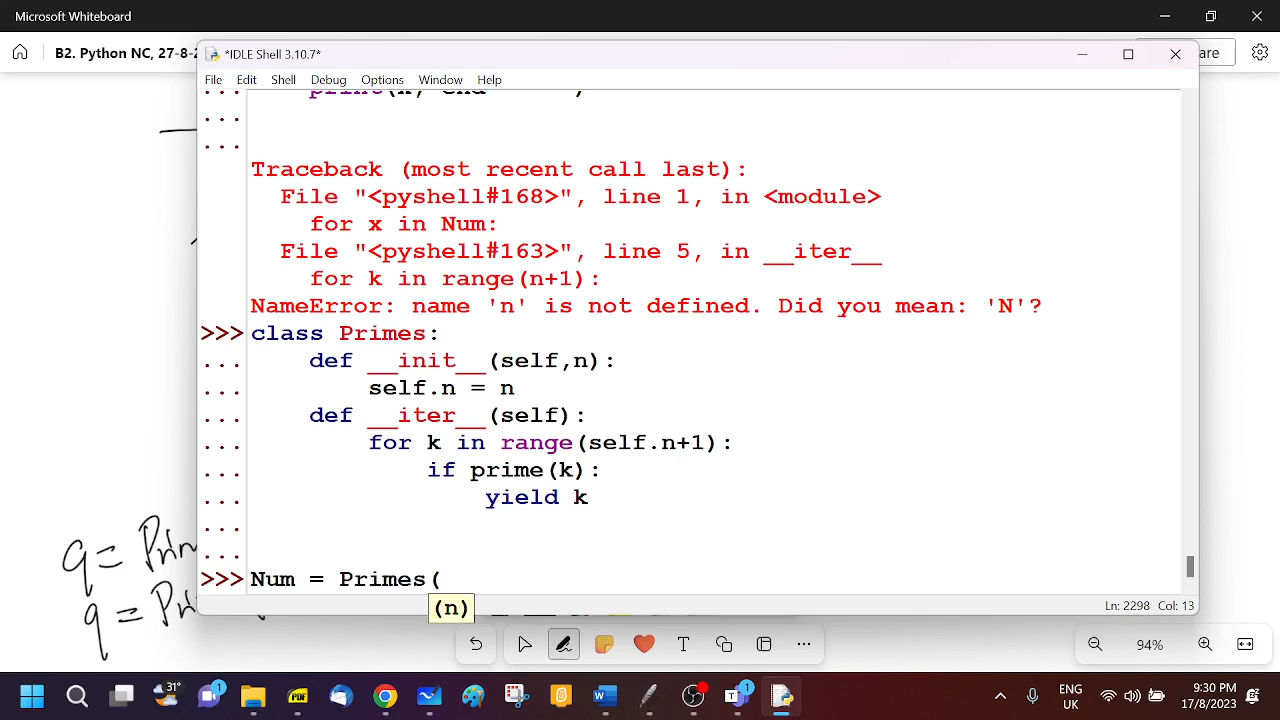 Microsoft Whiteboard
B2. Python NC, 27-8-2
*IDLE Shell 3.10.7*
File Edit Shell Debug Options Window Help
...
...
...
Traceback (most recent call last):
  File "<pyshell#168>", line 1, in <module>
    for x in Num:
  File "<pyshell#163>", line 5, in __iter__
    for k in range(n+1):
NameError: name 'n' is not defined. Did you mean: 'N'?
>>> class Primes:
...     def __init__(self,n):
...         self.n = n
...     def __iter__(self):
...         for k in range(self.n+1):
...             if prime(k):
...                 yield k
...
...
>>> Num = Primes(
(n)
Ln: 2298 Col: 13
q =
q =
94%
31°
1
PDF
1
ENG
UK
9:30 PM
17/8/2023